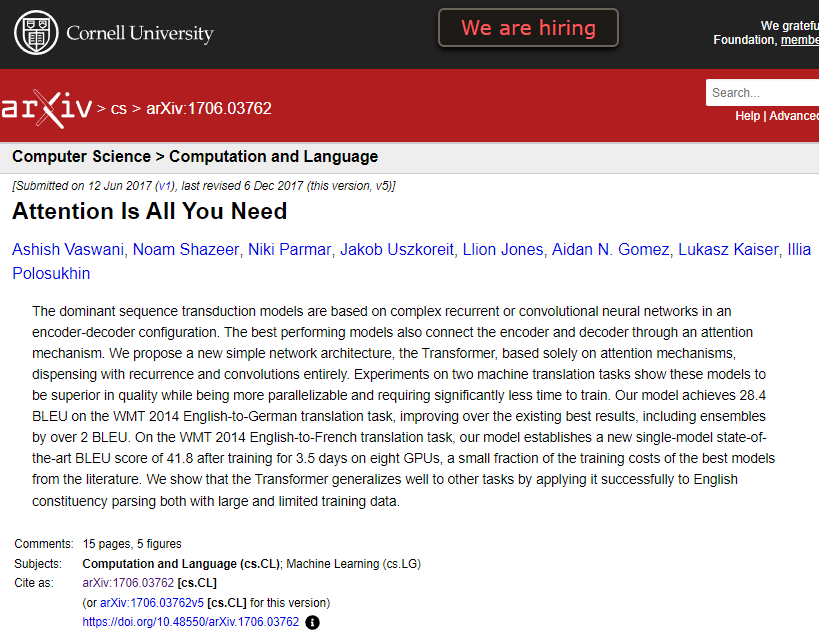 Cornell University
We are hiring
We grateful
Foundation, membe
arXiv > cs > arXiv:1706.03762
Search...
Help | Advanced
Computer Science > Computation and Language
[Submitted on 12 Jun 2017 (v1), last revised 6 Dec 2017 (this version, v5)]
Attention Is All You Need
Ashish Vaswani, Noam Shazeer, Niki Parmar, Jakob Uszkoreit, Llion Jones, Aidan N. Gomez, Lukasz Kaiser, Illia
Polosukhin
The dominant sequence transduction models are based on complex recurrent or convolutional neural networks in an
encoder-decoder configuration. The best performing models also connect the encoder and decoder through an attention
mechanism. We propose a new simple network architecture, the Transformer, based solely on attention mechanisms,
dispensing with recurrence and convolutions entirely. Experiments on two machine translation tasks show these models to
be superior in quality while being more parallelizable and requiring significantly less time to train. Our model achieves 28.4
BLEU on the WMT 2014 English-to-German translation task, improving over the existing best results, including ensembles
by over 2 BLEU. On the WMT 2014 English-to-French translation task, our model establishes a new single-model state-of-
the-art BLEU score of 41.8 after training for 3.5 days on eight GPUs, a small fraction of the training costs of the best models
from the literature. We show that the Transformer generalizes well to other tasks by applying it successfully to English
constituency parsing both with large and limited training data.
Comments: 15 pages, 5 figures
Subjects: Computation and Language (cs.CL); Machine Learning (cs.LG)
Cite as: arXiv:1706.03762 [cs.CL]
(or arXiv:1706.03762v5 [cs.CL] for this version)
https://doi.org/10.48550/arXiv.1706.03762